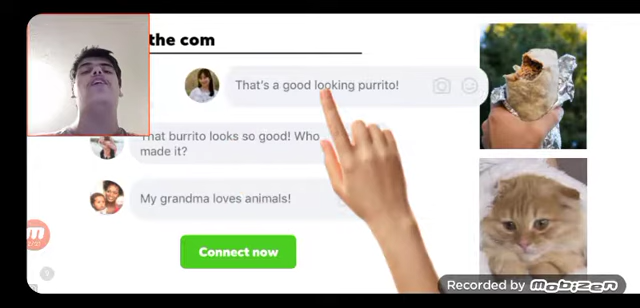 the com
That's a good looking purrito!
That burrito looks so good! Who
made it?
My grandma loves animals!
Connect now
m
?
Recorded by MOBIZEN